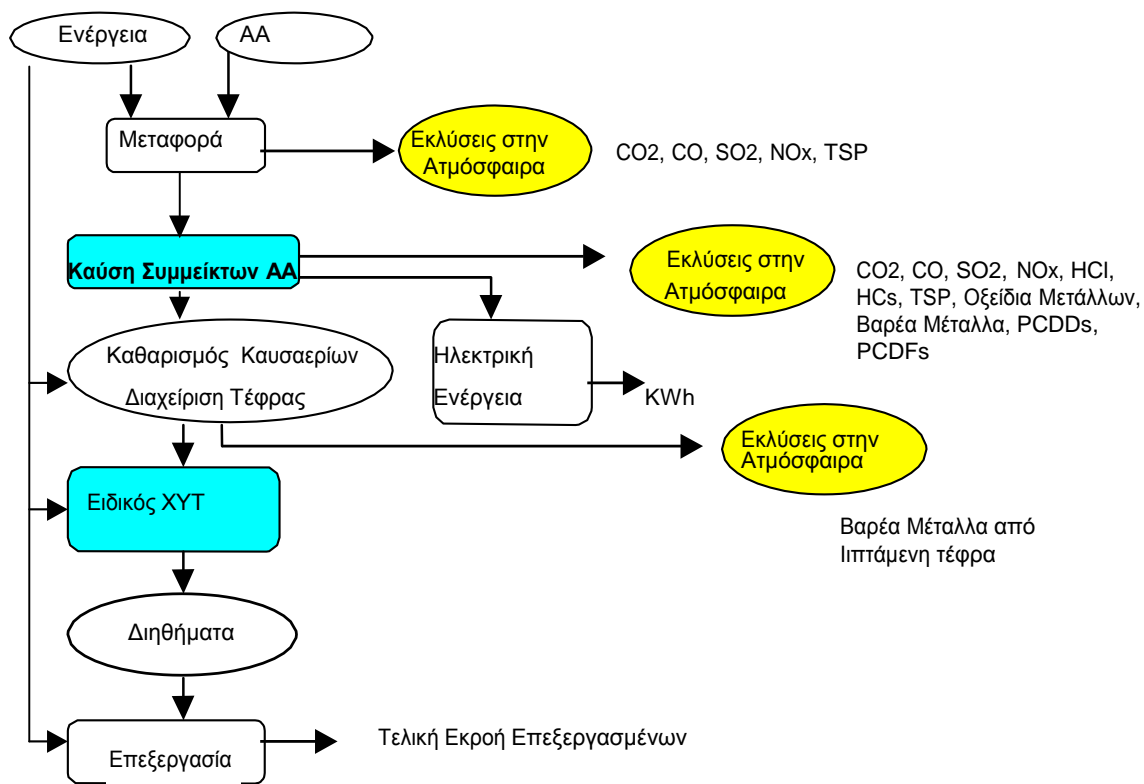 Ενέργεια
ΑΑ
Μεταφορά
Εκλύσεις στην
Ατμόσφαιρα
CO2, CO, SO2, NOx, TSP
Καύση Συμμείκτων ΑΑ
Εκλύσεις στην
Ατμόσφαιρα
CO2, CO, SO2, NOx, HCl,
HCs, TSP, Οξείδια Μετάλλων,
Βαρέα Μέταλλα, PCDDs,
PCDFs
Καθαρισμός Καυσαερίων
Διαχείριση Τέφρας
Ηλεκτρική
Ενέργεια
KWh
Εκλύσεις στην
Ατμόσφαιρα
Ειδικός ΧΥΤ
Βαρέα Μέταλλα από
Ιιπτάμενη τέφρα
Διηθήματα
Επεξεργασία
Τελική Εκροή Επεξεργασμένων